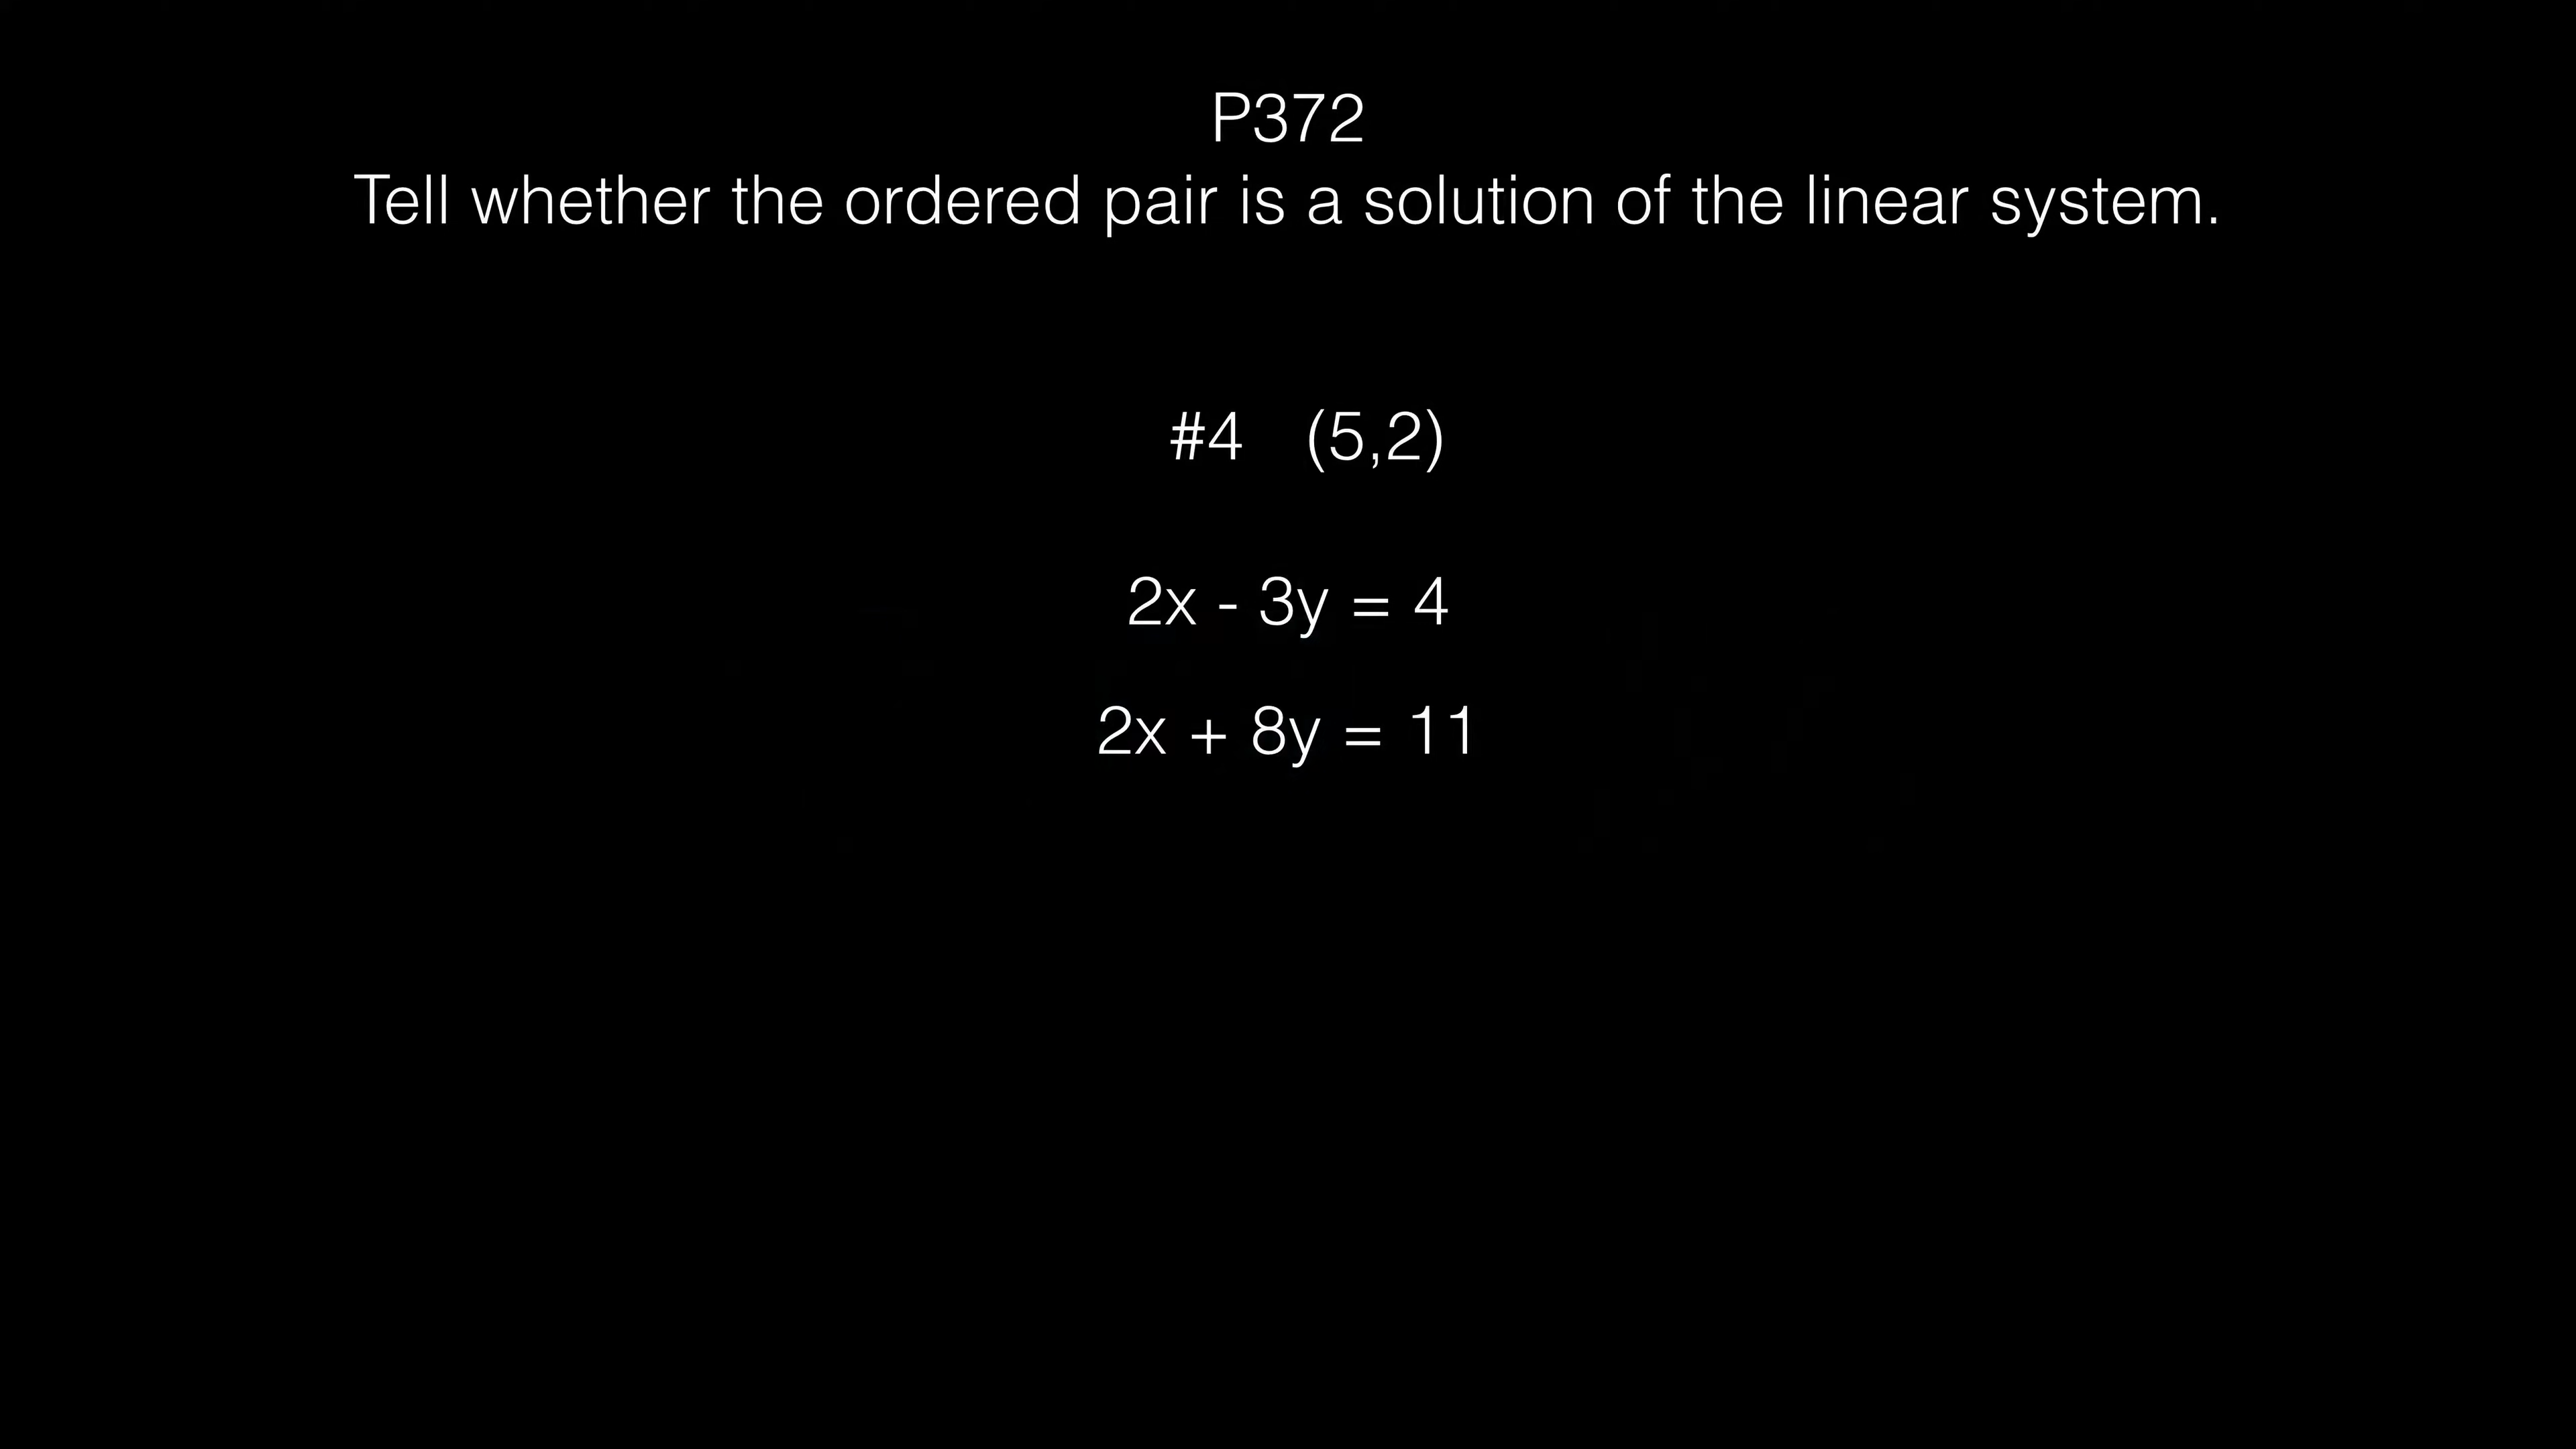 P372
Tell whether the ordered pair is a solution of the linear system.
#4 (5,2)
2x - 3y = 4
2x + 8y = 11